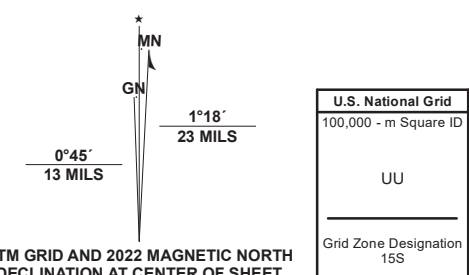 ★
MN
GN
1°18´
23 MILS
0°45´
13 MILS
TM GRID AND 2022 MAGNETIC NORTH
DECLINATION AT CENTER OF SHEET
U.S. National Grid
100,000 - m Square ID
UU
Grid Zone Designation
15S